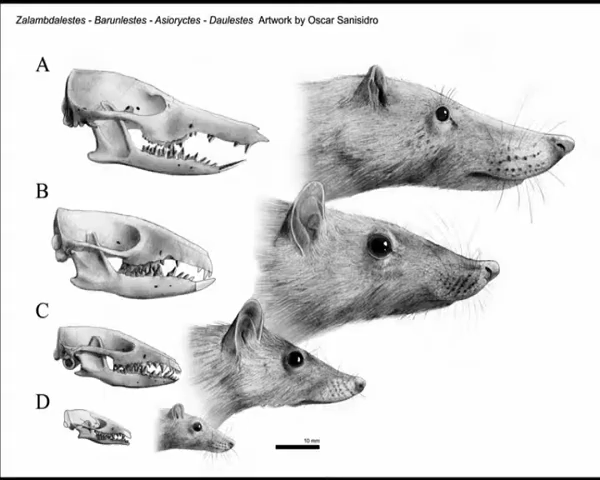 Zalambdalestes - Barunlestes - Asioryctes - Daulestes Artwork by Oscar Sanisidro
A
B
C
D
10 mm